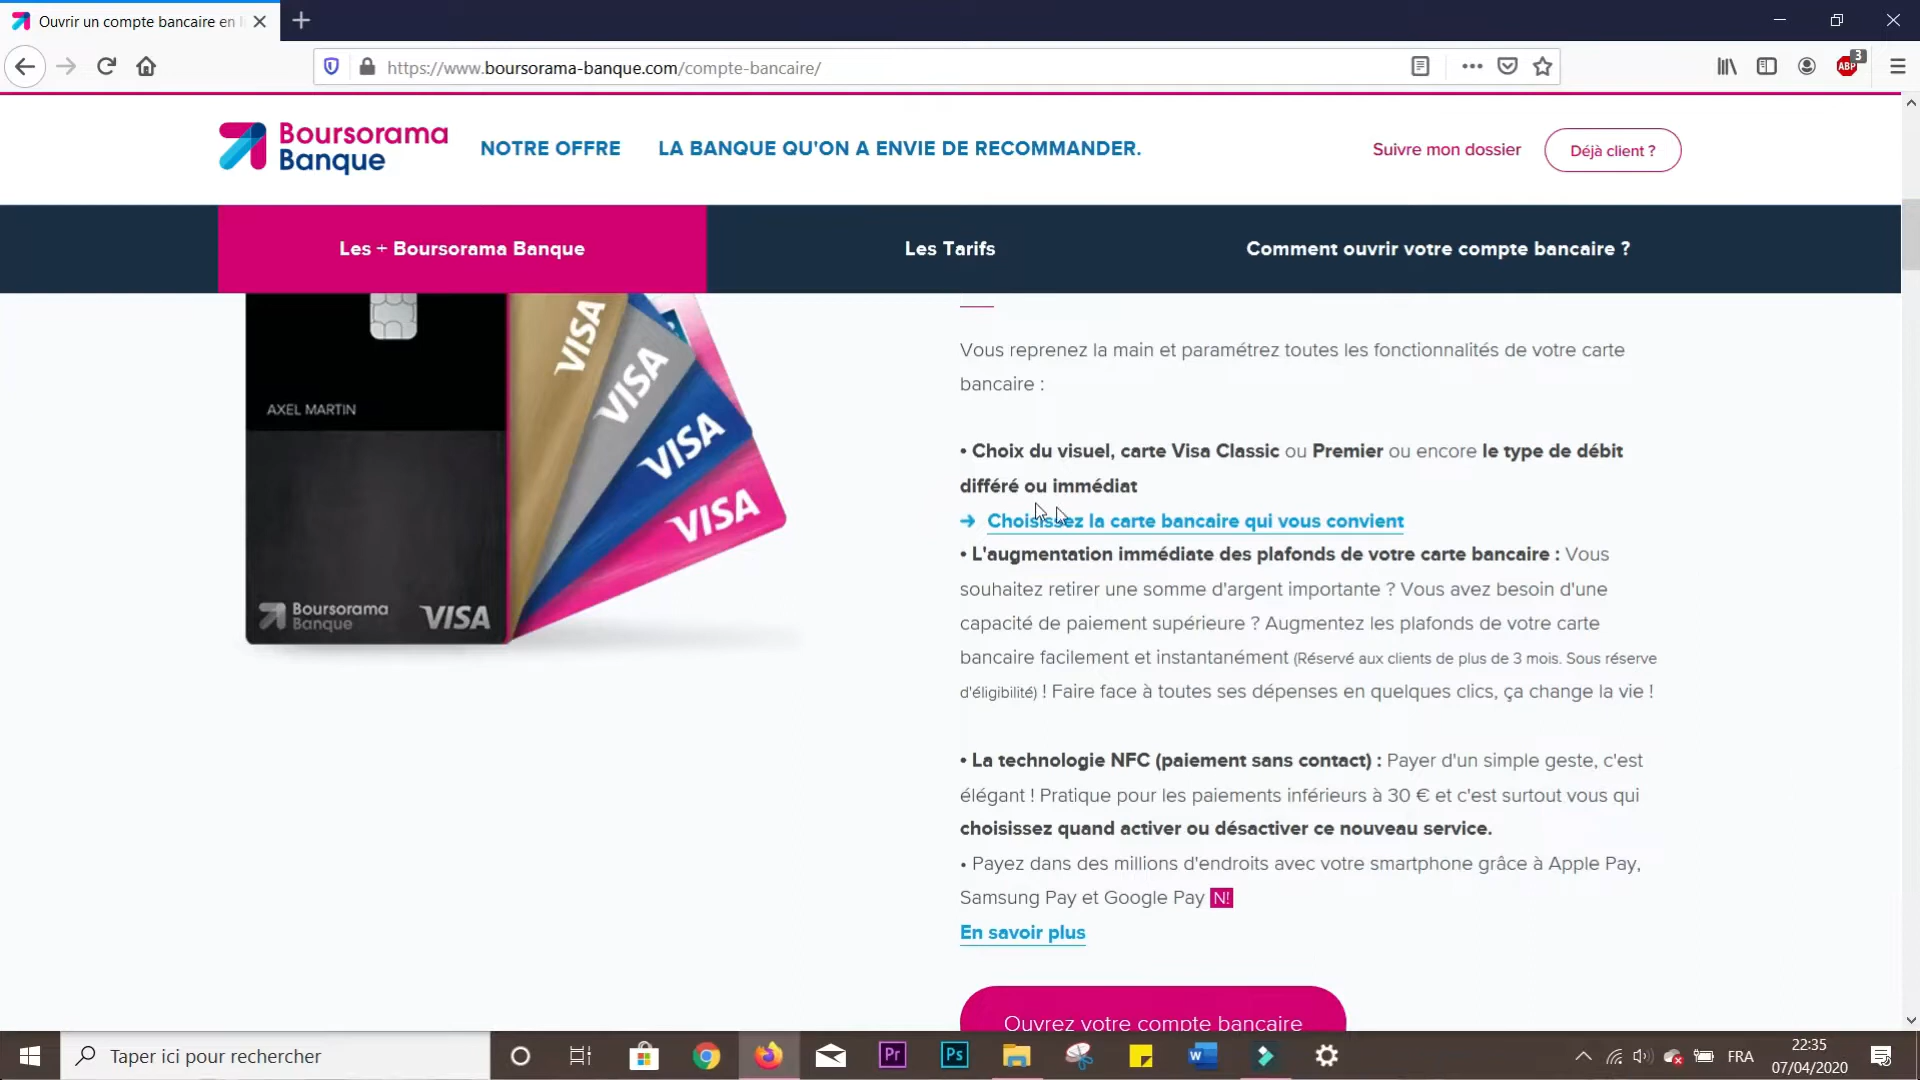 Ouvrir un compte bancaire en l
https://www.boursorama-banque.com/compte-bancaire/
ABP
3
Boursorama
Banque
NOTRE OFFRE
LA BANQUE QU'ON A ENVIE DE RECOMMANDER.
Suivre mon dossier
Déjà client ?
Les + Boursorama Banque
Les Tarifs
Comment ouvrir votre compte bancaire ?
AXEL MARTIN
Boursorama
Banque
VISA
VISA
VISA
VISA
VISA
Vous reprenez la main et paramétrez toutes les fonctionnalités de votre carte
bancaire :
• Choix du visuel, carte Visa Classic ou Premier ou encore le type de débit
différé ou immédiat
➔ Choisissez la carte bancaire qui vous convient
• L'augmentation immédiate des plafonds de votre carte bancaire : Vous
souhaitez retirer une somme d'argent importante ? Vous avez besoin d'une
capacité de paiement supérieure ? Augmentez les plafonds de votre carte
bancaire facilement et instantanément (Réservé aux clients de plus de 3 mois. Sous réserve
d'éligibilité) ! Faire face à toutes ses dépenses en quelques clics, ça change la vie !
• La technologie NFC (paiement sans contact) : Payer d'un simple geste, c'est
élégant ! Pratique pour les paiements inférieurs à 30 € et c'est surtout vous qui
choisissez quand activer ou désactiver ce nouveau service.
• Payez dans des millions d'endroits avec votre smartphone grâce à Apple Pay,
Samsung Pay et Google Pay N!
En savoir plus
Ouvrez votre compte bancaire
Taper ici pour rechercher
Pr
Ps
W
FRA
22:35
07/04/2020